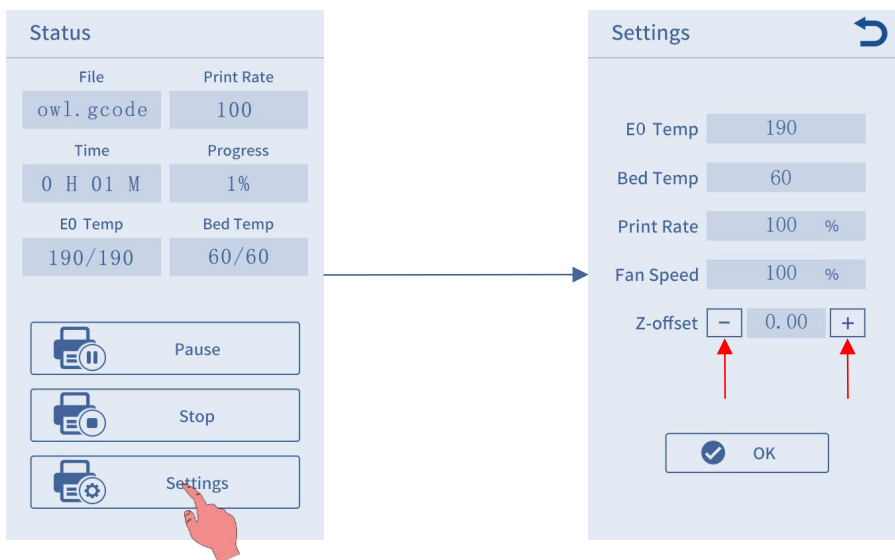 Status
File Print Rate
owl.gcode 100
Time Progress
0 H 01 M 1%
E0 Temp Bed Temp
190/190 60/60
Pause
Stop
Settings
Settings
E0 Temp 190
Bed Temp 60
Print Rate 100 %
Fan Speed 100 %
Z-offset − 0.00 +
OK